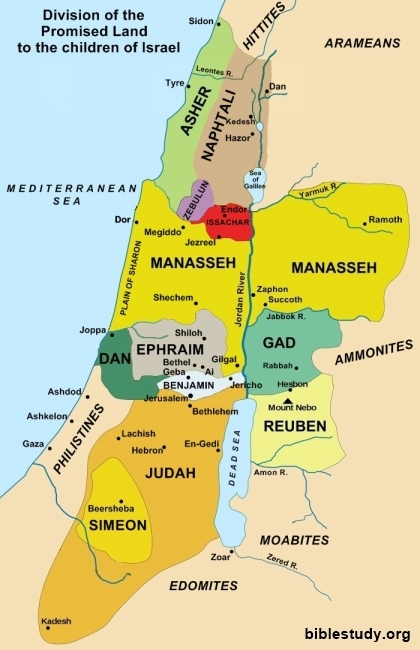 Division of the
Promised Land
to the children of Israel
Sidon
HITTITES
ARAMEANS
Leontes R.
Tyre
Dan
ASHER
NAPHTALI
Kedesh
Hazor
Sea
of
Galilee
MEDITERRANEAN
SEA
ZEBULUN
Yarmuk R.
Endor
ISSACHAR
Dor
Ramoth
Megiddo
Jezreel
PLAIN OF SHARON
MANASSEH
MANASSEH
Jordan River
Zaphon
Shechem
Succoth
Jabbok R.
Joppa
Shiloh
GAD
DAN
EPHRAIM
AMMONITES
Bethel
Gilgal
Ai
Geba
Rabbah
BENJAMIN
Jericho
Hesbon
Ashdod
Jerusalem
Mount Nebo
Bethlehem
Ashkelon
REUBEN
PHILISTINES
Lachish
Gaza
Hebron
En-Gedi
DEAD SEA
JUDAH
Amon R.
Beersheba
SIMEON
MOABITES
Zoar
Zered R.
EDOMITES
Kadesh
biblestudy.org